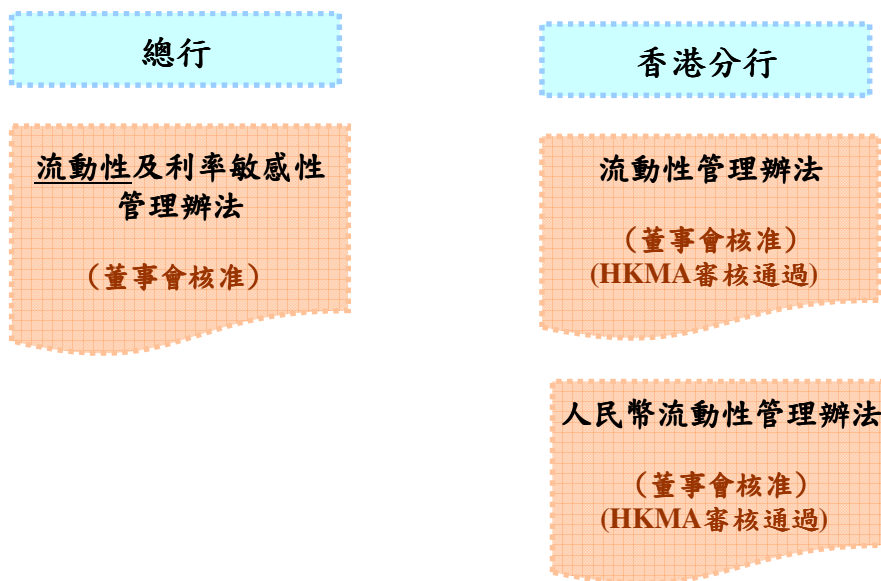 總行
流動性及利率敏感性
管理辦法
（董事會核准）
香港分行
流動性管理辦法
（董事會核准）
(HKMA審核通過)
人民幣流動性管理辦法
（董事會核准）
(HKMA審核通過)